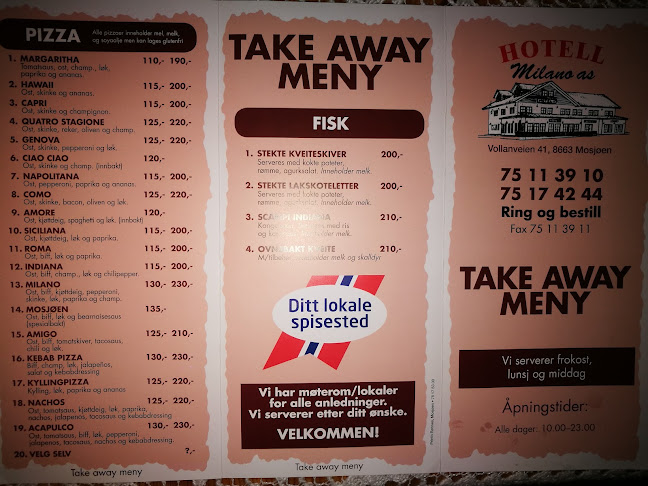 PIZZA
Alle pizzaer inneholder mel, melk,
og soyaolje men kan lages glutenfri
1. MARGARITHA 110,- 190,-
Tomatsaus, ost, champ., løk,
paprika og ananas.
2. HAWAII 115,- 200,-
Ost, skinke og ananas.
3. CAPRI 115,- 200,-
Ost, skinke og champignon.
4. QUATRO STAGIONE 125,- 220,-
Ost, skinke, reker, oliven og champ.
5. GENOVA 125,- 220,-
Ost, skinke, pepperoni og løk.
6. CIAO CIAO 120,-
Ost, skinke og champ. (innbakt)
7. NAPOLITANA 115,- 200,-
Ost, pepperoni, paprika og ananas.
8. COMO 125,- 220,-
Ost, skinke, bacon, oliven og løk.
9. AMORE 120,-
Ost, kjøttdeig, spaghetti og løk. (innbakt)
10. SICILIANA 115,- 200,-
Ost, kjøttdeig, løk og paprika.
11. ROMA 115,- 200,-
Ost, biff, champ. og løk.
12. INDIANA 115,- 200,-
Ost, biff, champ., løk og chilipepper.
13. MILANO 130,- 230,-
Ost, biff, kjøttdeig, pepperoni,
skinke, løk, paprika og champ.
14. MOSJØEN 135,-
Ost, biff, løk og bearnaisesaus
(spesialbakt)
15. AMIGO 125,- 210,-
Ost, biff, tomatskiver, tacosaus,
chili og løk.
16. KEBAB PIZZA 130,- 230,-
Biff, champ, løk, jalapeños,
salat og kebabdressing
17. KYLLINGPIZZA 125,- 220,-
Kylling, løk, paprika og ananas
18. NACHOS 125,- 220,-
Ost, tomatsaus, kjøttdeig, løk, paprika,
nachos, jalapenos, tacosaus og kebabdressing
19. ACAPULCO 130,- 230,-
Ost, tomatsaus, biff, løk, pepperoni,
jalapenos, tacosaus, nachos og kebabdressing.
20. VELG SELV ?,-
Take away meny
TAKE AWAY
MENY
FISK
1. STEKTE KVEITESKIVER 200,-
Serveres med kokte poteter,
rømme, agurksalat. Inneholder melk.
2. STEKTE LAKSKOTELETTER 200,-
Serveres med kokte poteter,
rømme, agurksalat. Inneholder melk.
3. SCAMPI INDIANA 210,-
med ris
melk.
4. OVNSBAKT KVEITE 210,-
M/tilbehør, inneholder melk og skalldyr
Ditt lokale
spisested
Vi har møterom/lokaler
for alle anledninger.
Vi serverer etter ditt ønske.
VELKOMMEN!
Take away meny
HOTELL
Milano as
Vollanveien 41, 8663 Mosjøen
75 11 39 10
75 17 42 44
Ring og bestill
Fax 75 11 39 11
TAKE AWAY
MENY
Vi serverer frokost,
lunsj og middag
Åpningstider:
Alle dager: 10.00-23.00